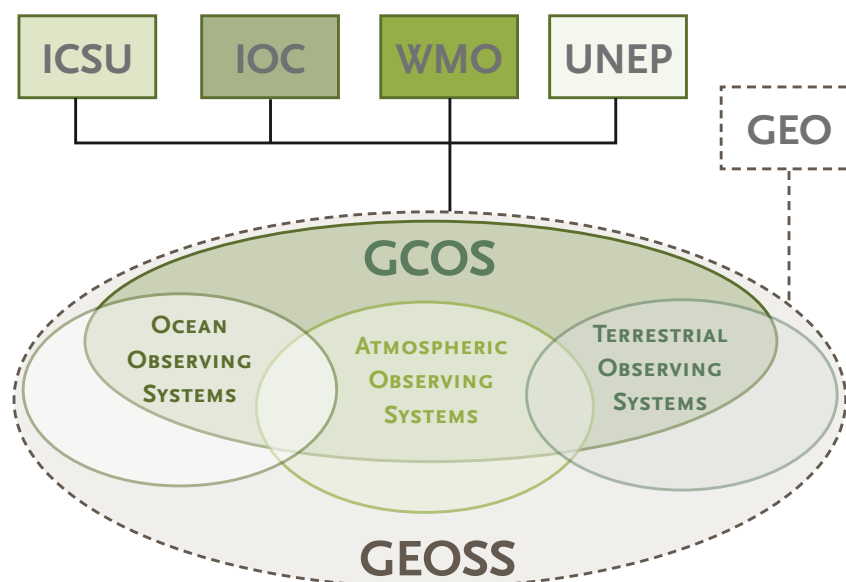 ICSU
IOC
WMO
UNEP
GEO
GCOS
OCEAN
OBSERVING
SYSTEMS
ATMOSPHERIC
OBSERVING
SYSTEMS
TERRESTRIAL
OBSERVING
SYSTEMS
GEOSS